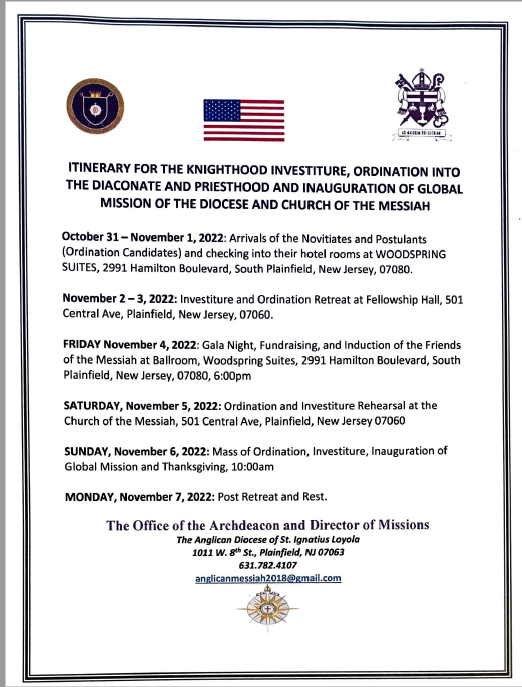 AD MAJOREM DEI GLORIAM
ITINERARY FOR THE KNIGHTHOOD INVESTITURE, ORDINATION INTO
THE DIACONATE AND PRIESTHOOD AND INAUGURATION OF GLOBAL
MISSION OF THE DIOCESE AND CHURCH OF THE MESSIAH
October 31 – November 1, 2022: Arrivals of the Novitiates and Postulants
(Ordination Candidates) and checking into their hotel rooms at WOODSPRING
SUITES, 2991 Hamilton Boulevard, South Plainfield, New Jersey, 07080.
November 2 – 3, 2022: Investiture and Ordination Retreat at Fellowship Hall, 501
Central Ave, Plainfield, New Jersey, 07060.
FRIDAY November 4, 2022: Gala Night, Fundraising, and Induction of the Friends
of the Messiah at Ballroom, Woodspring Suites, 2991 Hamilton Boulevard, South
Plainfield, New Jersey, 07080, 6:00pm
SATURDAY, November 5, 2022: Ordination and Investiture Rehearsal at the
Church of the Messiah, 501 Central Ave, Plainfield, New Jersey 07060
SUNDAY, November 6, 2022: Mass of Ordination, Investiture, Inauguration of
Global Mission and Thanksgiving, 10:00am
MONDAY, November 7, 2022: Post Retreat and Rest.
The Office of the Archdeacon and Director of Missions
The Anglican Diocese of St. Ignatius Loyola
1011 W. 8th St., Plainfield, NJ 07063
631.782.4107
anglicanmessiah2018@gmail.com